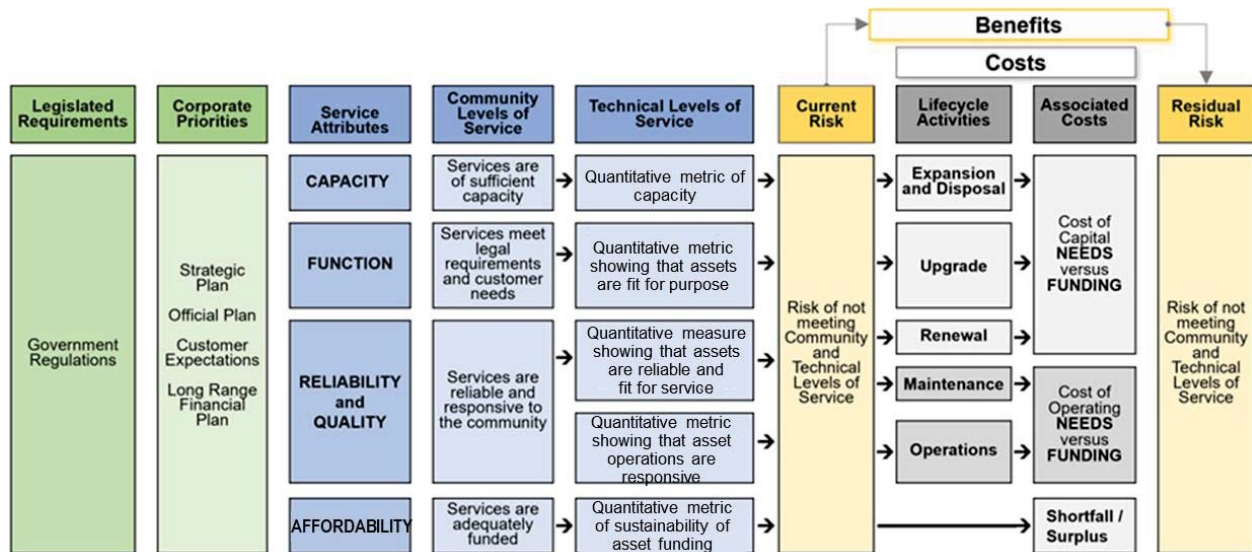 Benefits
Costs
Legislated
Requirements
Corporate
Priorities
Service
Attributes
Community
Levels of
Service
Technical Levels of
Service
Current
Risk
Lifecycle
Activities
Associated
Costs
Residual
Risk
Government
Regulations
Strategic
Plan
Official Plan
Customer
Expectations
Long Range
Financial
Plan
CAPACITY
Services are
of sufficient
capacity
Quantitative metric of
capacity
FUNCTION
Services meet
legal
requirements
and customer
needs
Quantitative metric
showing that assets
are fit for purpose
RELIABILITY
and
QUALITY
Services are
reliable and
responsive to
the community
Quantitative measure
showing that assets
are reliable and
fit for service
Quantitative metric
showing that asset
operations are
responsive
AFFORDABILITY
Services are
adequately
funded
Quantitative metric
of sustainability of
asset funding
Risk of not
meeting
Community
and
Technical
Levels of
Service
Expansion
and Disposal
Upgrade
Renewal
Maintenance
Operations
Cost of
Capital
NEEDS
versus
FUNDING
Cost of
Operating
NEEDS
versus
FUNDING
Shortfall /
Surplus
Risk of not
meeting
Community
and
Technical
Levels of
Service